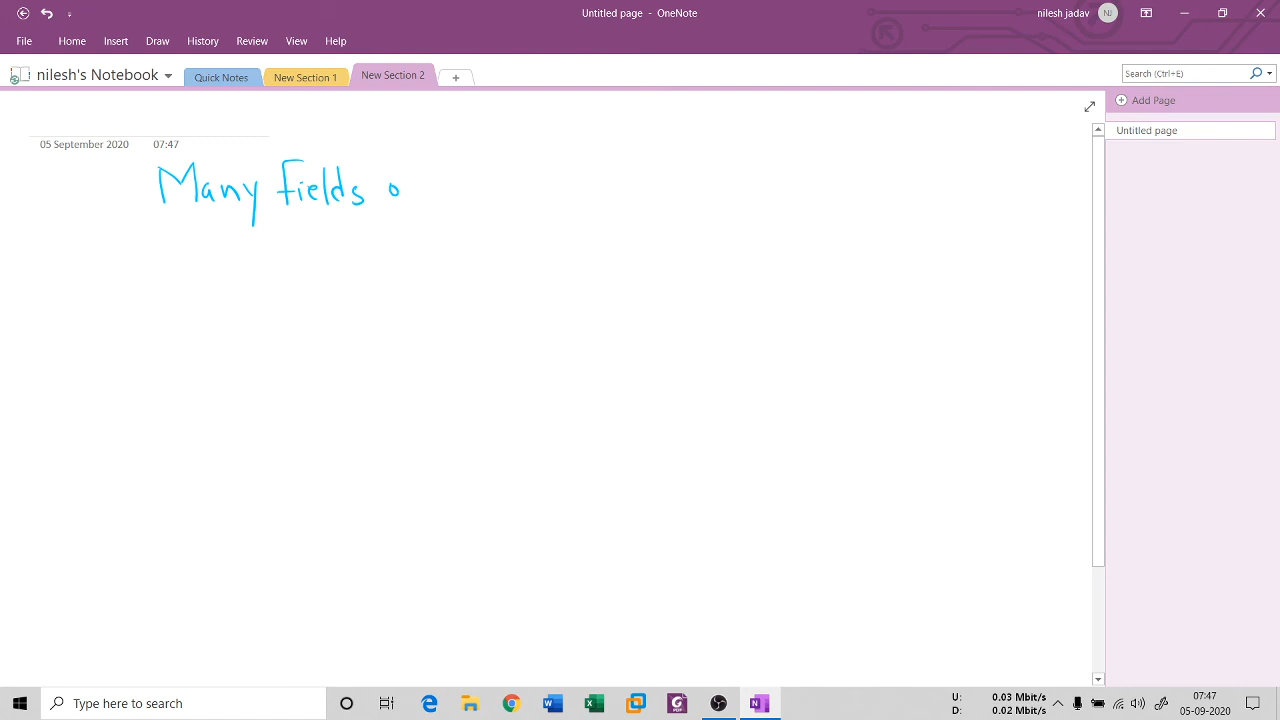 Untitled page - OneNote
nilesh jadav
NJ
File Home Insert Draw History Review View Help
nilesh's Notebook
Quick Notes
New Section 1
New Section 2
Search (Ctrl+E)
Add Page
Untitled page
05 September 2020 07:47
Many Fields o
Type here to search
U: 0.03 Mbit/s
D: 0.02 Mbit/s
07:47
05-09-2020